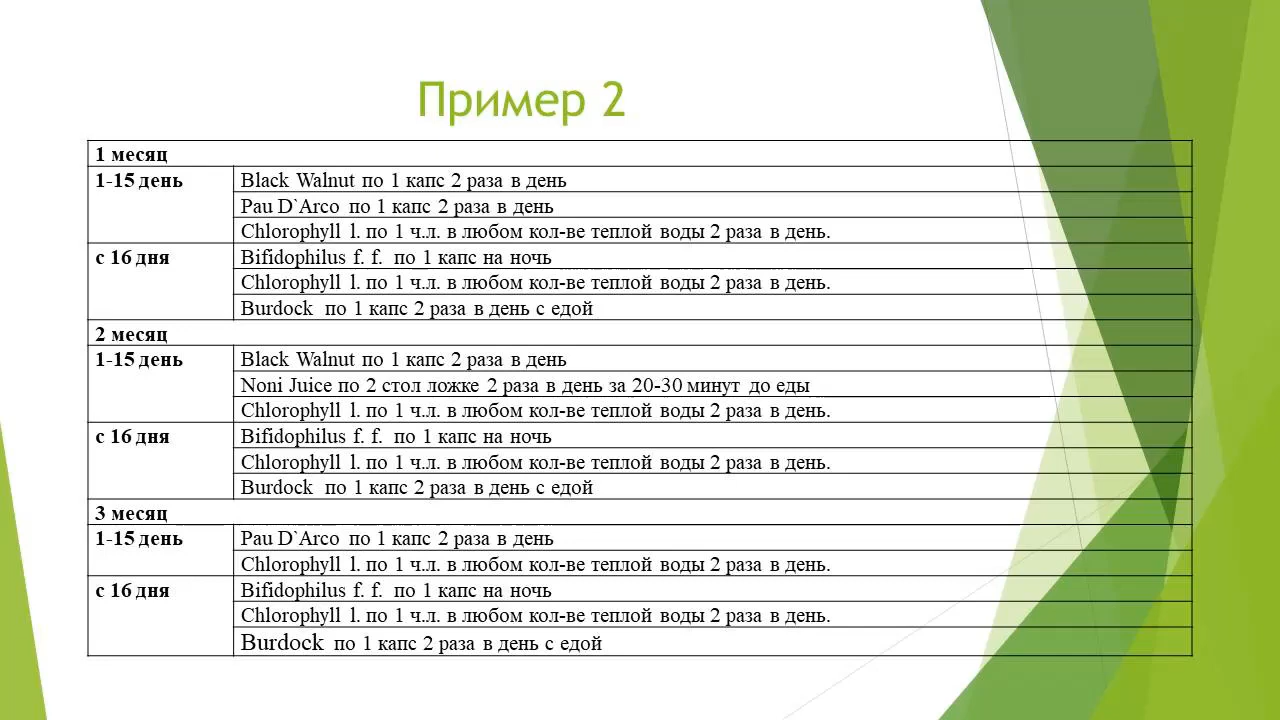 Пример 2
1 месяц
1-15 день
Black Walnut по 1 капс 2 раза в день
Pau D`Arco по 1 капс 2 раза в день
Chlorophyll l. по 1 ч.л. в любом кол-ве теплой воды 2 раза в день.
с 16 дня
Bifidophilus f. f. по 1 капс на ночь
Chlorophyll l. по 1 ч.л. в любом кол-ве теплой воды 2 раза в день.
Burdock по 1 капс 2 раза в день с едой
2 месяц
1-15 день
Black Walnut по 1 капс 2 раза в день
Noni Juice по 2 стол ложке 2 раза в день за 20-30 минут до еды
Chlorophyll l. по 1 ч.л. в любом кол-ве теплой воды 2 раза в день.
с 16 дня
Bifidophilus f. f. по 1 капс на ночь
Chlorophyll l. по 1 ч.л. в любом кол-ве теплой воды 2 раза в день.
Burdock по 1 капс 2 раза в день с едой
3 месяц
1-15 день
Pau D`Arco по 1 капс 2 раза в день
Chlorophyll l. по 1 ч.л. в любом кол-ве теплой воды 2 раза в день.
с 16 дня
Bifidophilus f. f. по 1 капс на ночь
Chlorophyll l. по 1 ч.л. в любом кол-ве теплой воды 2 раза в день.
Burdock по 1 капс 2 раза в день с едой